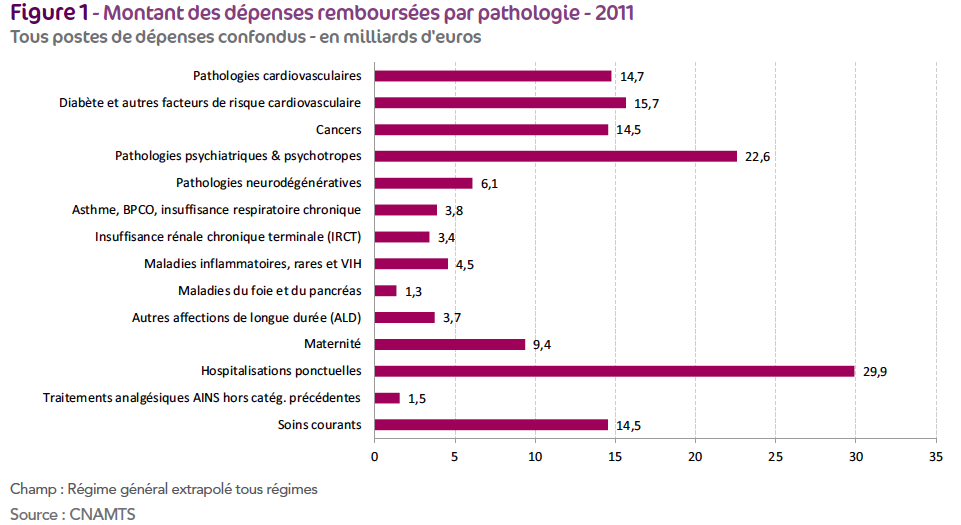 Figure 1 - Montant des dépenses remboursées par pathologie - 2011
Tous postes de dépenses confondus - en milliards d'euros
Pathologies cardiovasculaires 14,7
Diabète et autres facteurs de risque cardiovasculaire 15,7
Cancers 14,5
Pathologies psychiatriques & psychotropes 22,6
Pathologies neurodégénératives 6,1
Asthme, BPCO, insuffisance respiratoire chronique 3,8
Insuffisance rénale chronique terminale (IRCT) 3,4
Maladies inflammatoires, rares et VIH 4,5
Maladies du foie et du pancréas 1,3
Autres affections de longue durée (ALD) 3,7
Maternité 9,4
Hospitalisations ponctuelles 29,9
Traitements analgésiques AINS hors catég. précédentes 1,5
Soins courants 14,5
0 5 10 15 20 25 30 35
Champ : Régime général extrapolé tous régimes
Source : CNAMTS